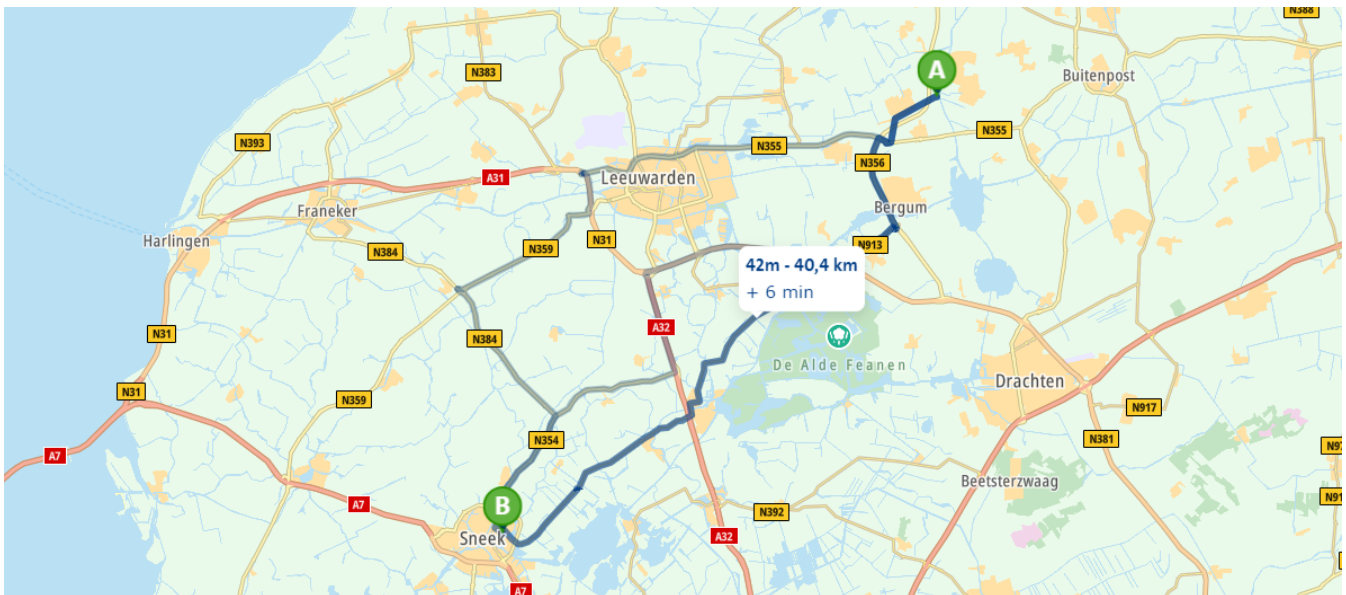 N388
N383
A
Buitenpost
N393
N355
N355
N356
A31
Leeuwarden
Franeker
Bergum
Harlingen
N31
N913
N359
N384
42m - 40,4 km
+ 6 min
N31
A32
N384
De Alde Feanen
Drachten
N31
N359
N917
N354
N381
A7
Beetsterzwaag
B
A7
N392
Sneek
A32
A7